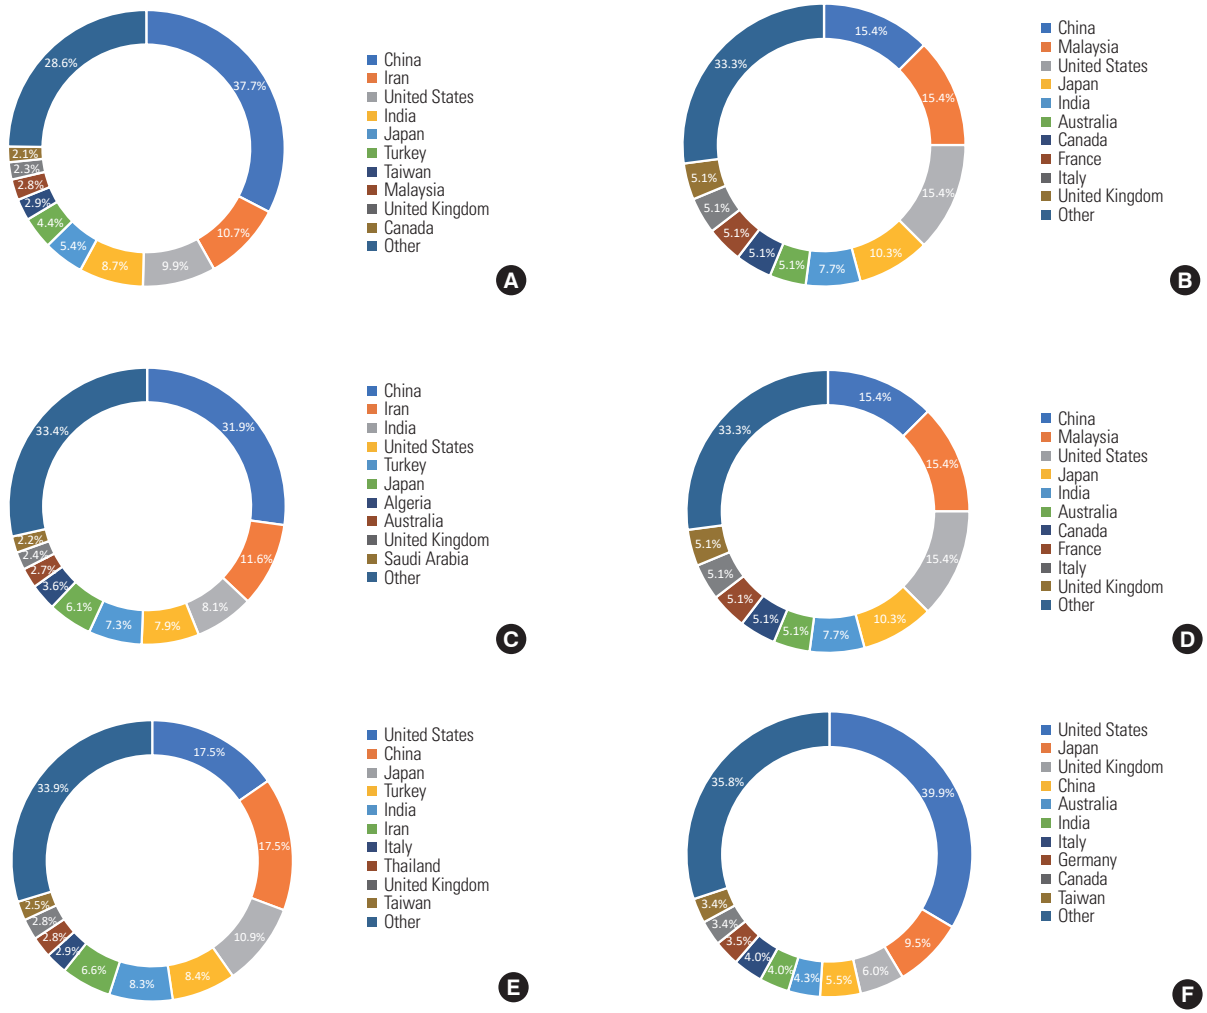 28.6%
37.7%
10.7%
9.9%
8.7%
5.4%
4.4%
2.9%
2.8%
2.3%
2.1%
China
Iran
United States
India
Japan
Turkey
Taiwan
Malaysia
United Kingdom
Canada
Other
A
33.3%
15.4%
15.4%
15.4%
10.3%
7.7%
5.1%
5.1%
5.1%
5.1%
5.1%
China
Malaysia
United States
Japan
India
Australia
Canada
France
Italy
United Kingdom
Other
B
33.4%
31.9%
11.6%
8.1%
7.9%
7.3%
6.1%
3.6%
2.7%
2.4%
2.2%
China
Iran
India
United States
Turkey
Japan
Algeria
Australia
United Kingdom
Saudi Arabia
Other
C
33.3%
15.4%
15.4%
15.4%
10.3%
7.7%
5.1%
5.1%
5.1%
5.1%
5.1%
China
Malaysia
United States
Japan
India
Australia
Canada
France
Italy
United Kingdom
Other
D
33.9%
17.5%
17.5%
10.9%
8.4%
8.3%
6.6%
2.9%
2.8%
2.8%
2.5%
United States
China
Japan
Turkey
India
Iran
Italy
Thailand
United Kingdom
Taiwan
Other
E
35.8%
39.9%
9.5%
6.0%
5.5%
4.3%
4.0%
4.0%
3.5%
3.4%
3.4%
United States
Japan
United Kingdom
China
Australia
India
Italy
Germany
Canada
Taiwan
Other
F